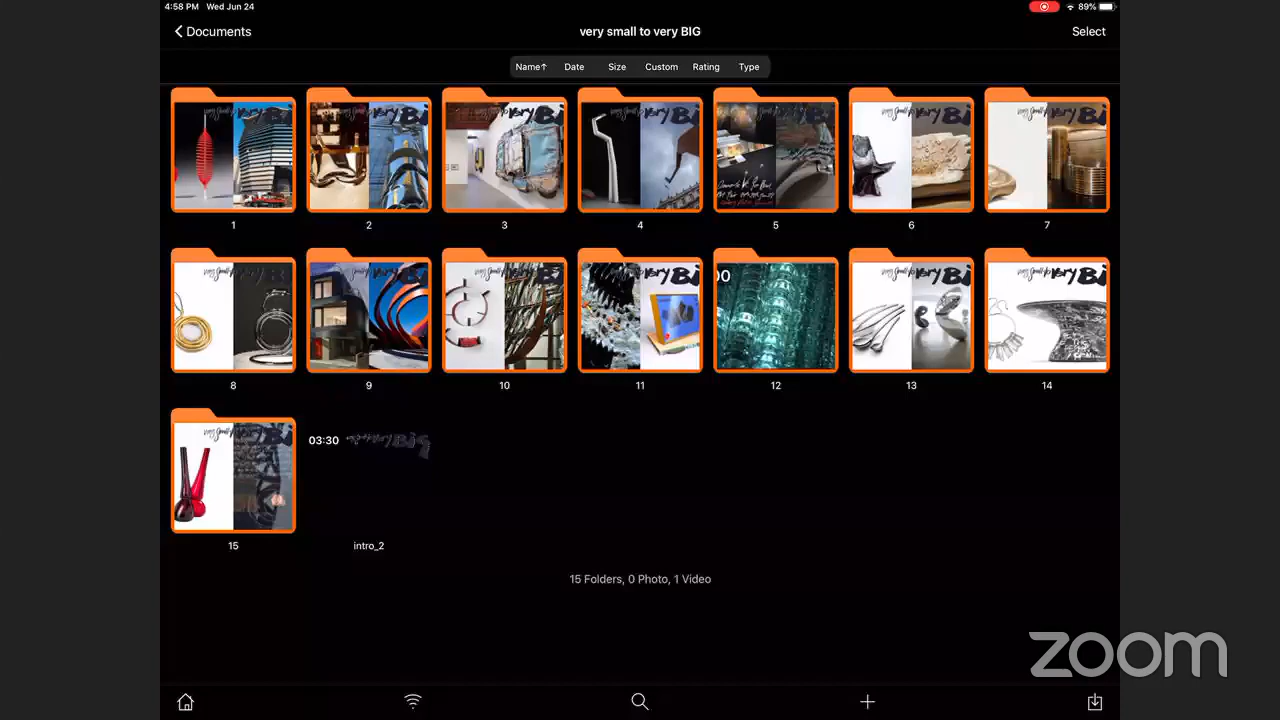 4:58 PM Wed Jun 24
89%
Documents
very small to very BIG
Select
Name↑ Date Size Custom Rating Type
1 2 3 4 5 6 7
8 9 10 11 12 13 14
03:30
15
intro_2
15 Folders, 0 Photo, 1 Video
zoom